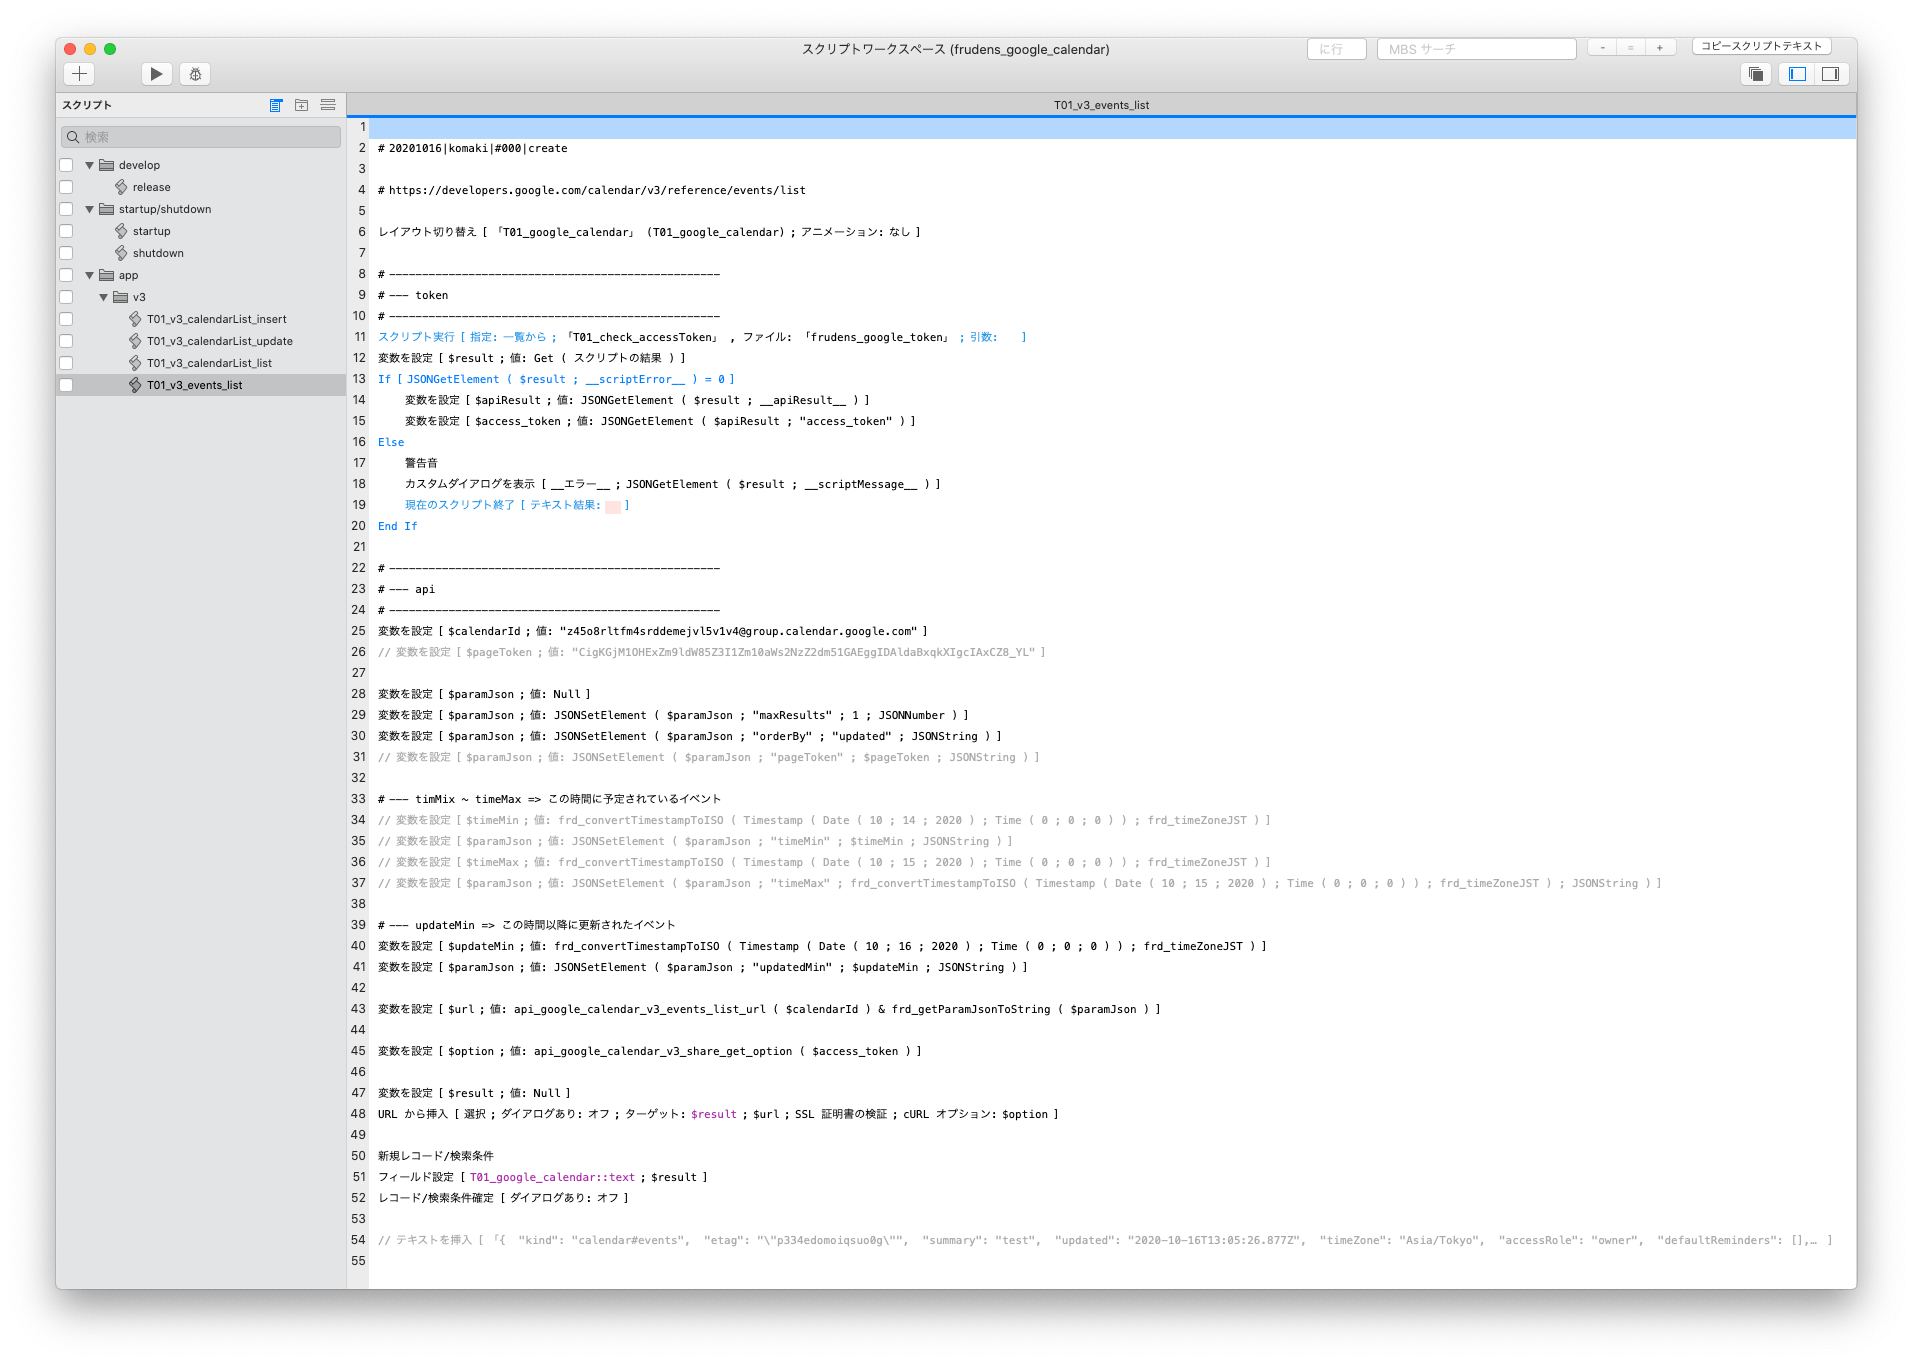 スクリプトワークスペース (frudens_google_calendar)
に行
MBS サーチ
- = +
コピースクリプトテキスト
スクリプト
検索
develop
release
startup/shutdown
startup
shutdown
app
v3
T01_v3_calendarList_insert
T01_v3_calendarList_update
T01_v3_calendarList_list
T01_v3_events_list
T01_v3_events_list
1
2 # 20201016|komaki|#000|create
3
4 # https://developers.google.com/calendar/v3/reference/events/list
5
6 レイアウト切り替え [ 「T01_google_calendar」 (T01_google_calendar) ; アニメーション: なし ]
7
8 # --------------------------------------------------
9 # --- token
10 # --------------------------------------------------
11 スクリプト実行 [ 指定: 一覧から ; 「T01_check_accessToken」 , ファイル: 「frudens_google_token」 ; 引数: ]
12 変数を設定 [ $result ; 値: Get ( スクリプトの結果 ) ]
13 If [ JSONGetElement ( $result ; __scriptError__ ) = 0 ]
14 変数を設定 [ $apiResult ; 値: JSONGetElement ( $result ; __apiResult__ ) ]
15 変数を設定 [ $access_token ; 値: JSONGetElement ( $apiResult ; "access_token" ) ]
16 Else
17 警告音
18 カスタムダイアログを表示 [ __エラー__ ; JSONGetElement ( $result ; __scriptMessage__ ) ]
19 現在のスクリプト終了 [ テキスト結果: ]
20 End If
21
22 # --------------------------------------------------
23 # --- api
24 # --------------------------------------------------
25 変数を設定 [ $calendarId ; 値: "z45o8rltfm4srddemejvl5v1v4@group.calendar.google.com" ]
26 // 変数を設定 [ $pageToken ; 値: "CigKGjM1OHExZm9ldW85Z3I1Zm10aWs2NzZ2dm51GAEggIDAldaBxqkXIgcIAxCZ8_YL" ]
27
28 変数を設定 [ $paramJson ; 値: Null ]
29 変数を設定 [ $paramJson ; 値: JSONSetElement ( $paramJson ; "maxResults" ; 1 ; JSONNumber ) ]
30 変数を設定 [ $paramJson ; 値: JSONSetElement ( $paramJson ; "orderBy" ; "updated" ; JSONString ) ]
31 // 変数を設定 [ $paramJson ; 値: JSONSetElement ( $paramJson ; "pageToken" ; $pageToken ; JSONString ) ]
32
33 # --- timMix ~ timeMax => この時間に予定されているイベント
34 // 変数を設定 [ $timeMin ; 値: frd_convertTimestampToISO ( Timestamp ( Date ( 10 ; 14 ; 2020 ) ; Time ( 0 ; 0 ; 0 ) ) ; frd_timeZoneJST ) ]
35 // 変数を設定 [ $paramJson ; 値: JSONSetElement ( $paramJson ; "timeMin" ; $timeMin ; JSONString ) ]
36 // 変数を設定 [ $timeMax ; 値: frd_convertTimestampToISO ( Timestamp ( Date ( 10 ; 15 ; 2020 ) ; Time ( 0 ; 0 ; 0 ) ) ; frd_timeZoneJST ) ]
37 // 変数を設定 [ $paramJson ; 値: JSONSetElement ( $paramJson ; "timeMax" ; frd_convertTimestampToISO ( Timestamp ( Date ( 10 ; 15 ; 2020 ) ; Time ( 0 ; 0 ; 0 ) ) ; frd_timeZoneJST ) ; JSONString ) ]
38
39 # --- updateMin => この時間以降に更新されたイベント
40 変数を設定 [ $updateMin ; 値: frd_convertTimestampToISO ( Timestamp ( Date ( 10 ; 16 ; 2020 ) ; Time ( 0 ; 0 ; 0 ) ) ; frd_timeZoneJST ) ]
41 変数を設定 [ $paramJson ; 値: JSONSetElement ( $paramJson ; "updatedMin" ; $updateMin ; JSONString ) ]
42
43 変数を設定 [ $url ; 値: api_google_calendar_v3_events_list_url ( $calendarId ) & frd_getParamJsonToString ( $paramJson ) ]
44
45 変数を設定 [ $option ; 値: api_google_calendar_v3_share_get_option ( $access_token ) ]
46
47 変数を設定 [ $result ; 値: Null ]
48 URL から挿入 [ 選択 ; ダイアログあり: オフ ; ターゲット: $result ; $url ; SSL 証明書の検証 ; cURL オプション: $option ]
49
50 新規レコード/検索条件
51 フィールド設定 [ T01_google_calendar::text ; $result ]
52 レコード/検索条件確定 [ ダイアログあり: オフ ]
53
54 // テキストを挿入 [ 「{ "kind": "calendar#events", "etag": "\"p334edomoiqsuo0g\"", "summary": "test", "updated": "2020-10-16T13:05:26.877Z", "timeZone": "Asia/Tokyo", "accessRole": "owner", "defaultReminders": [],… ]
55